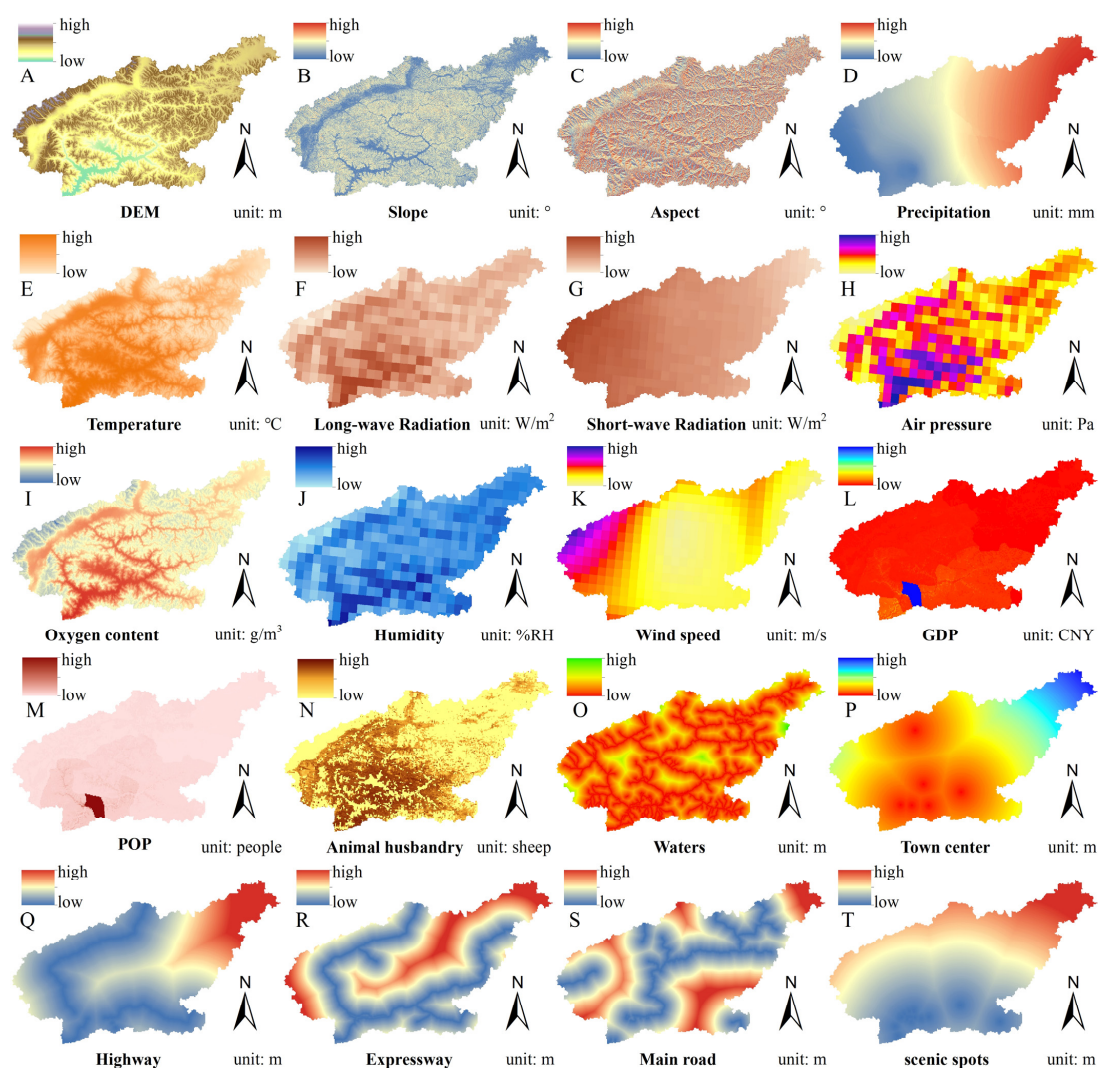 high
low
A
N
DEM unit: m
high
low
B
N
Slope unit: °
high
low
C
N
Aspect unit: °
high
low
D
N
Precipitation unit: mm
high
low
E
N
Temperature unit: °C
high
low
F
N
Long-wave Radiation unit: W/m²
high
low
G
N
Short-wave Radiation unit: W/m²
high
low
H
N
Air pressure unit: Pa
high
low
I
N
Oxygen content unit: g/m³
high
low
J
N
Humidity unit: %RH
high
low
K
N
Wind speed unit: m/s
high
low
L
N
GDP unit: CNY
high
low
M
N
POP unit: people
high
low
N
N
Animal husbandry unit: sheep
high
low
O
N
Waters unit: m
high
low
P
N
Town center unit: m
high
low
Q
N
Highway unit: m
high
low
R
N
Expressway unit: m
high
low
S
N
Main road unit: m
high
low
T
N
scenic spots unit: m